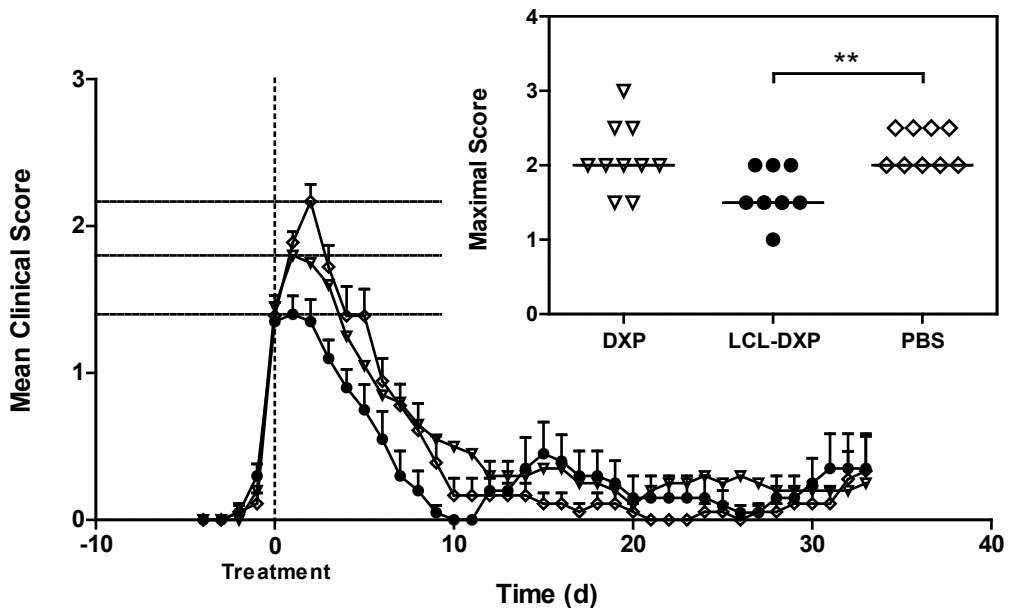 4
3
2
1
0
Maximal Score
**
DXP
LCL-DXP
PBS
3
2
1
0
Mean Clinical Score
-10
0
10
20
30
40
Treatment
Time (d)